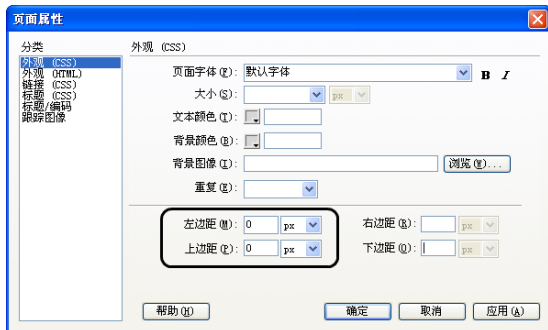 页面属性
分类
外观 (CSS)
外观 (CSS)
外观 (HTML)
链接 (CSS)
标题 (CSS)
标题/编码
跟踪图像
页面字体(F): 默认字体 B I
大小(S): px
文本颜色(T):
背景颜色(B):
背景图像(I): 浏览(W)...
重复(E):
左边距(M): 0 px 右边距(R): px
上边距(P): 0 px 下边距(O): px
帮助(H) 确定 取消 应用(A)